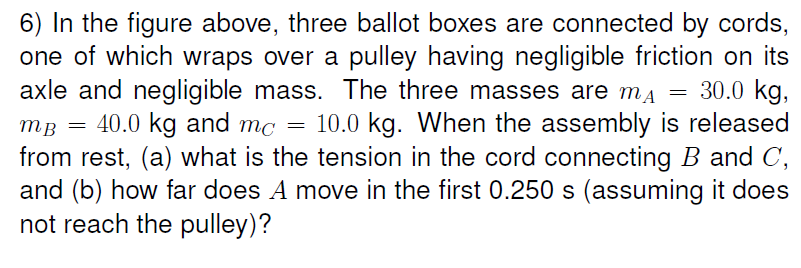 6) In the figure above, three ballot boxes are connected by cords,
one of which wraps over a pulley having negligible friction on its
axle and negligible mass. The three masses are m_A = 30.0 kg,
m_B = 40.0 kg and m_C = 10.0 kg. When the assembly is released
from rest, (a) what is the tension in the cord connecting B and C,
and (b) how far does A move in the first 0.250 s (assuming it does
not reach the pulley)?